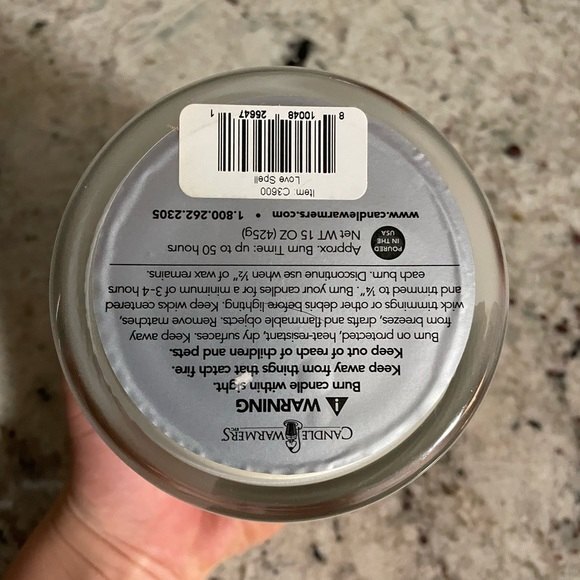 CANDLE WARMERS ETC
WARNING
Burn candle within sight.
Keep away from things that catch fire.
Keep out of reach of children and pets.
Burn on protected, heat-resistant, dry surfaces. Keep away
from breezes, drafts and flammable objects. Remove matches,
wick trimmings or other debris before lighting. Keep wicks centered
and trimmed to ¼". Burn your candles for a minimum of 3-4 hours
each burn. Discontinue use when ½" of wax remains.
Approx. Burn Time: up to 50 hours
Net WT 15 OZ (425g)
POURED
IN THE
USA
www.candlewarmers.com • 1.800.262.2305
Item: C3600
Love Spell
8 10048 25647 1